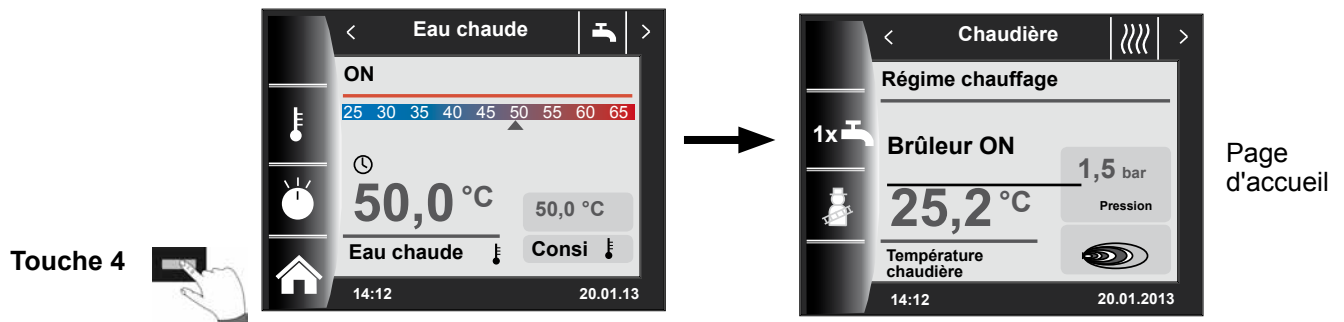 Touche 4
< Eau chaude >
ON
25 30 35 40 45 50 55 60 65
50,0 °C
50,0 °C
Eau chaude
Consi
14:12 20.01.13
< Chaudière >
Régime chauffage
1x
Brûleur ON
1,5 bar
Pression
25,2 °C
Température
chaudière
14:12 20.01.2013
Page
d'accueil